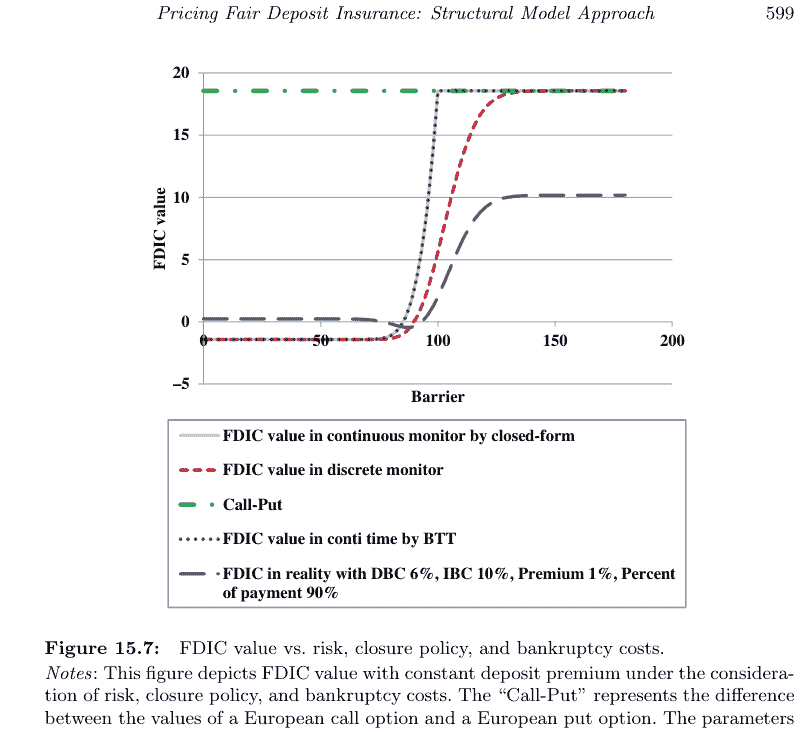 Pricing Fair Deposit Insurance: Structural Model Approach 599
20
15
10
5
0
−5
FDIC value
0 50 100 150 200
Barrier
FDIC value in continuous monitor by closed-form
FDIC value in discrete monitor
Call-Put
FDIC value in conti time by BTT
FDIC in reality with DBC 6%, IBC 10%, Premium 1%, Percent
of payment 90%
Figure 15.7: FDIC value vs. risk, closure policy, and bankruptcy costs.
Notes: This figure depicts FDIC value with constant deposit premium under the considera-
tion of risk, closure policy, and bankruptcy costs. The “Call-Put” represents the difference
between the values of a European call option and a European put option. The parameters